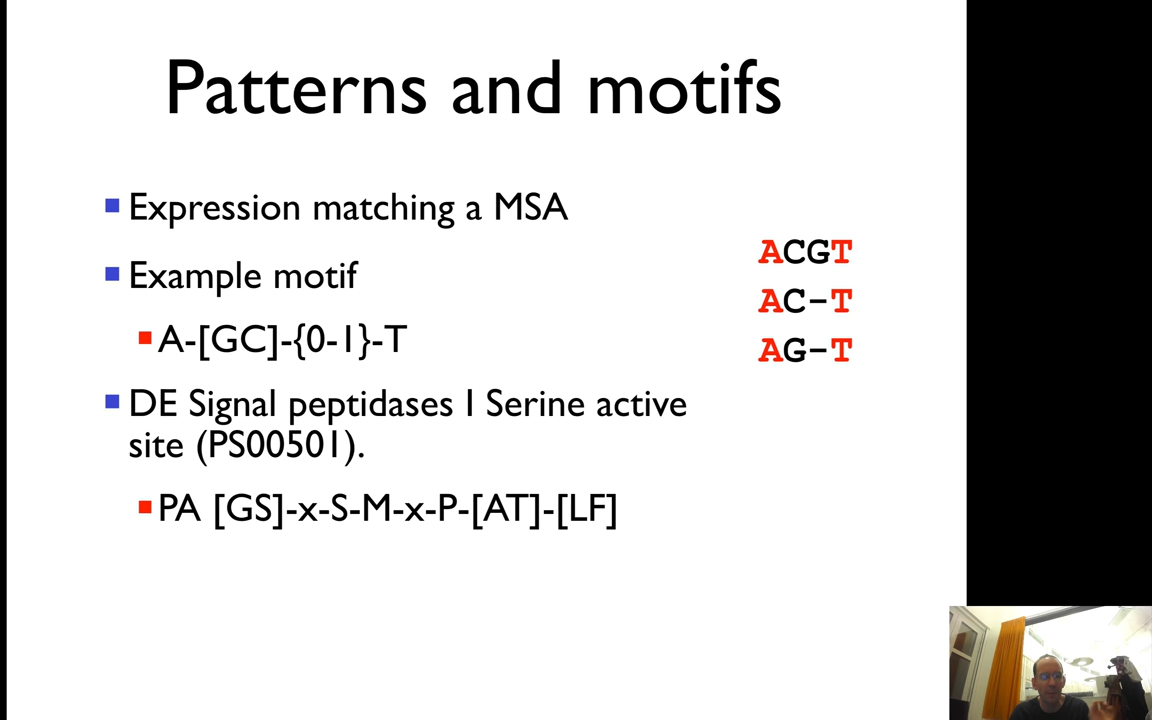 Patterns and motifs
Expression matching a MSA
Example motif
A-[GC]-{0-1}-T
DE Signal peptidases I Serine active
site (PS00501).
PA [GS]-x-S-M-x-P-[AT]-[LF]
ACGT
AC-T
AG-T